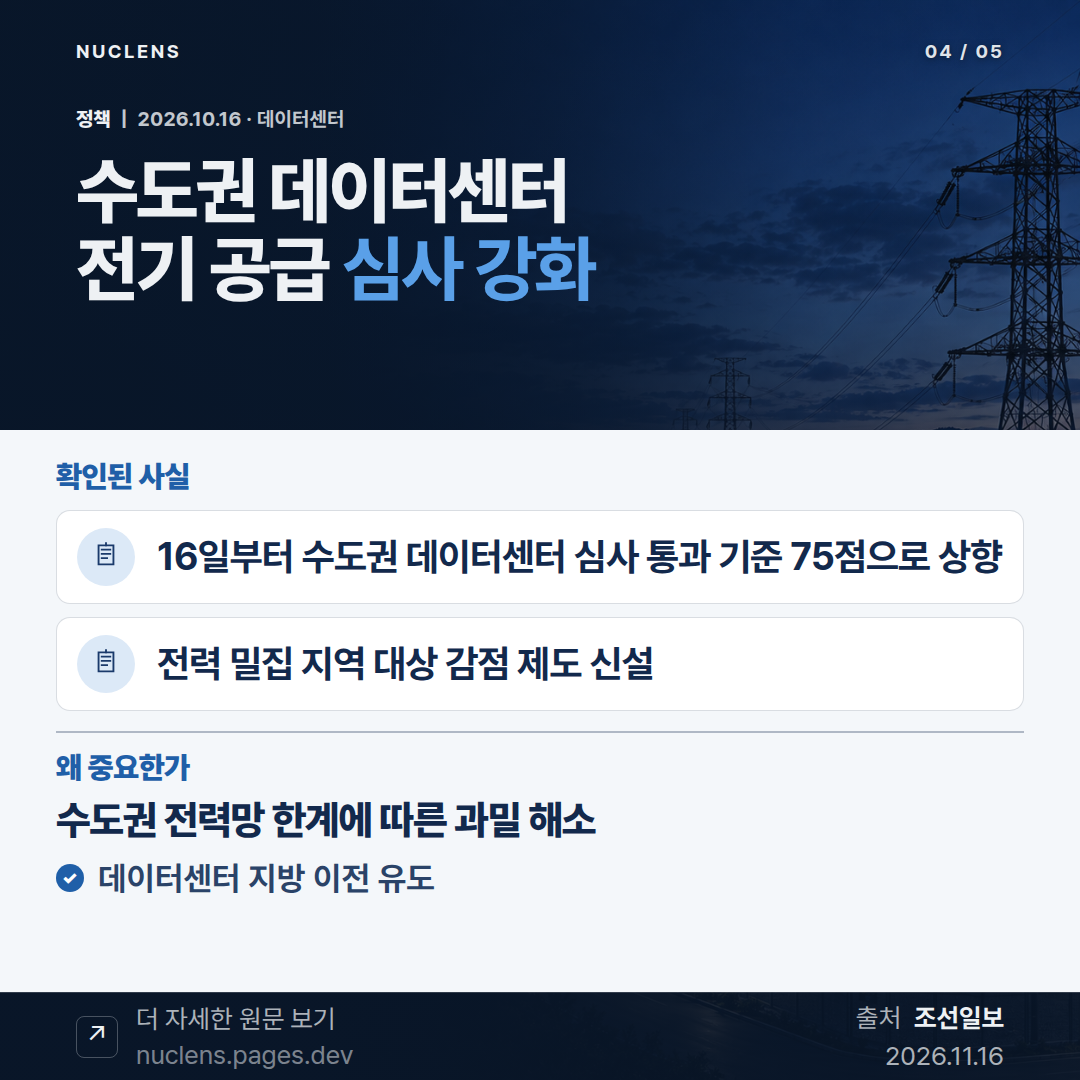 NUCLENS
04 / 05
정책 | 2026.10.16 · 데이터센터
수도권 데이터센터
전기 공급 심사 강화
확인된 사실
16일부터 수도권 데이터센터 심사 통과 기준 75점으로 상향
전력 밀집 지역 대상 감점 제도 신설
왜 중요한가
수도권 전력망 한계에 따른 과밀 해소
데이터센터 지방 이전 유도
더 자세한 원문 보기
nuclens.pages.dev
출처 조선일보
2026.11.16